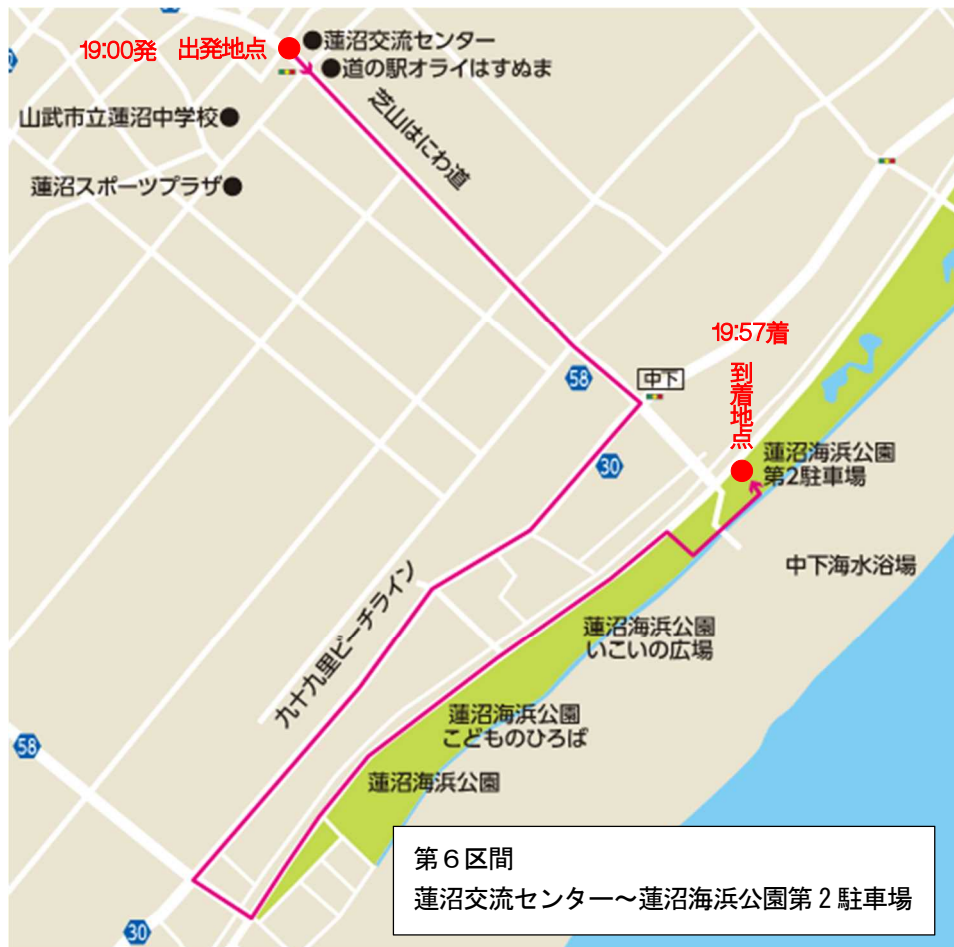 19:00発 出発地点
●蓮沼交流センター
●道の駅オライはすぬま
山武市立蓮沼中学校●
芝山はにわ道
蓮沼スポーツプラザ●
19:57着
到着地点
58
中下
蓮沼海浜公園
第2駐車場
30
中下海水浴場
九十九里ビーチライン
蓮沼海浜公園
いこいの広場
蓮沼海浜公園
こどものひろば
58
蓮沼海浜公園
30
第6区間
蓮沼交流センター~蓮沼海浜公園第2駐車場